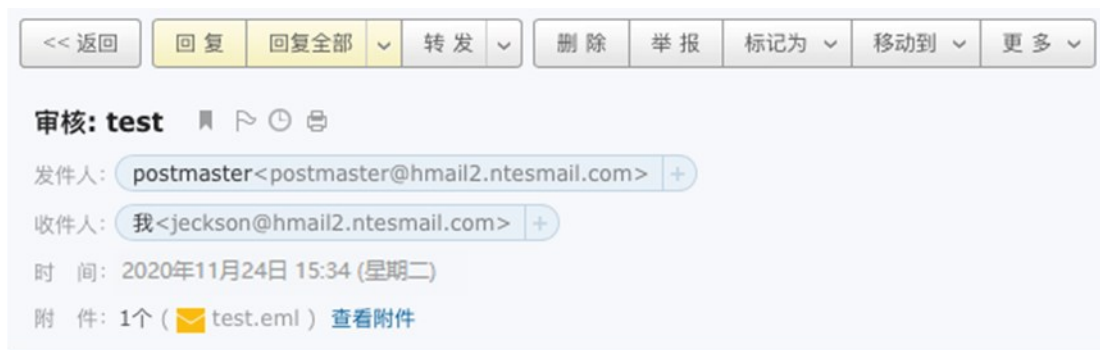 << 返回 回 复 回复全部 转 发 删 除 举 报 标记为 移动到 更 多
审核: test
发件人: postmaster<postmaster@hmail2.ntesmail.com> +
收件人: 我<jeckson@hmail2.ntesmail.com> +
时 间: 2020年11月24日 15:34 (星期二)
附 件: 1个 ( test.eml ) 查看附件